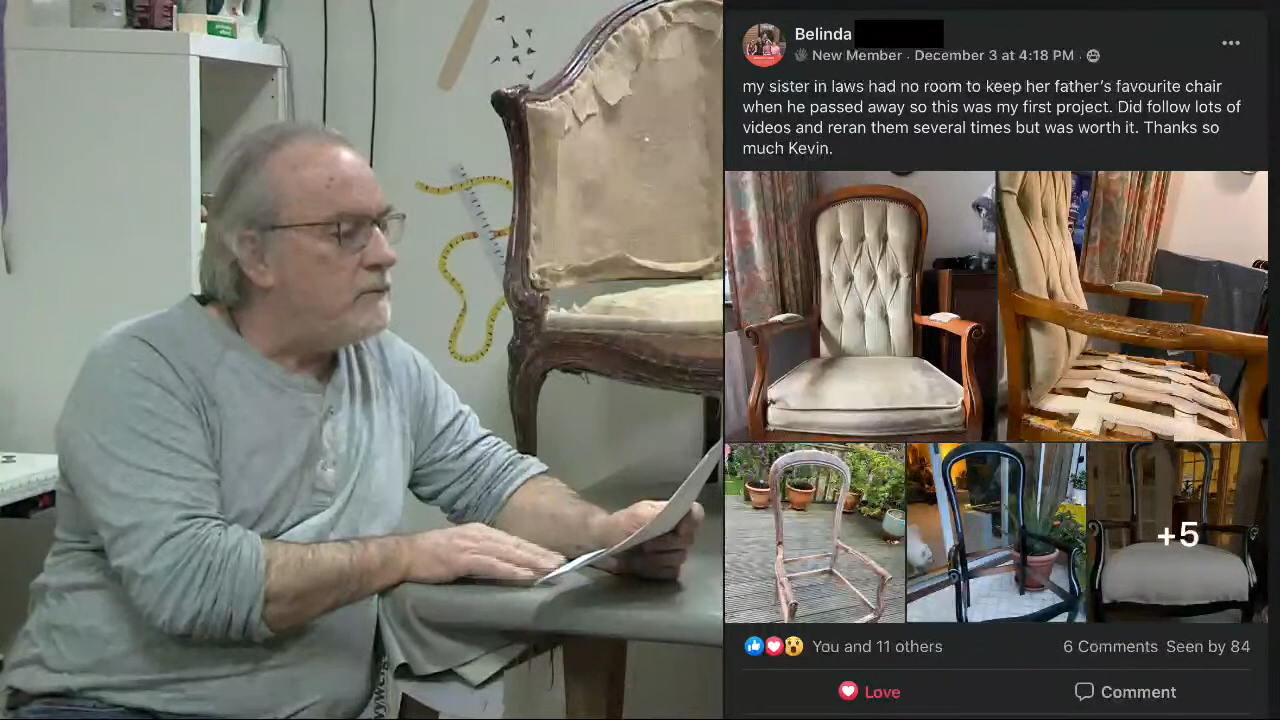 Belinda
New Member · December 3 at 4:18 PM ·
my sister in laws had no room to keep her father's favourite chair
when he passed away so this was my first project. Did follow lots of
videos and reran them several times but was worth it. Thanks so
much Kevin.
+5
You and 11 others
6 Comments Seen by 84
Love
Comment